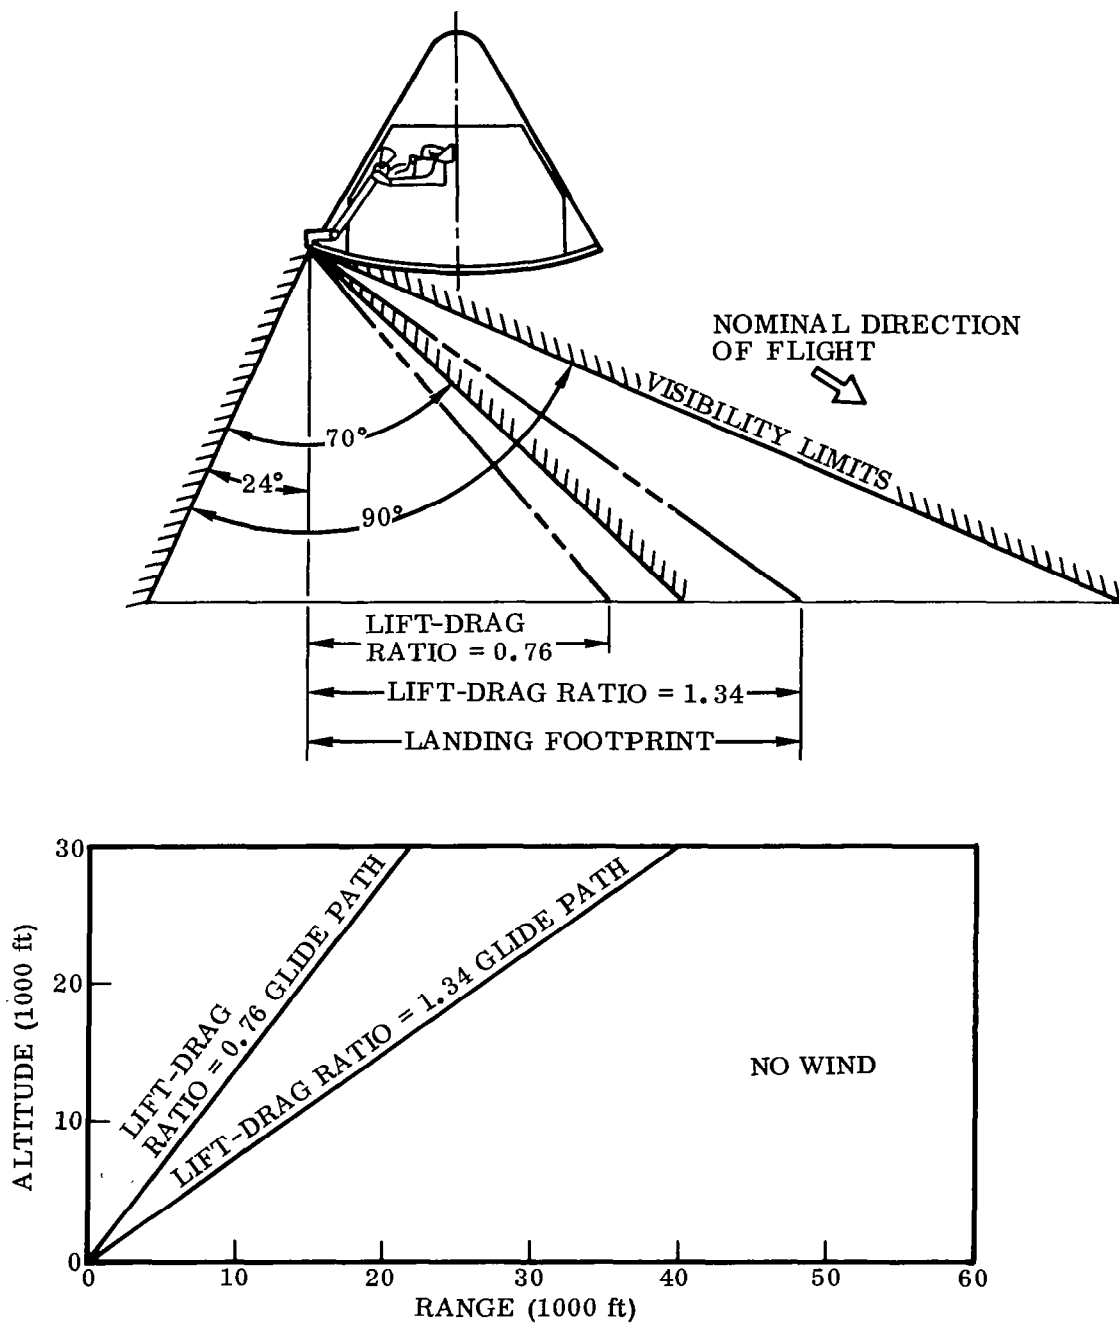 NOMINAL DIRECTION
OF FLIGHT
VISIBILITY LIMITS
70°
24°
90°
LIFT-DRAG
RATIO = 0.76
LIFT-DRAG RATIO = 1.34
LANDING FOOTPRINT
30
20
10
0
ALTITUDE (1000 ft)
LIFT-DRAG
RATIO = 0.76 GLIDE PATH
LIFT-DRAG RATIO = 1.34 GLIDE PATH
NO WIND
0 10 20 30 40 50 60
RANGE (1000 ft)